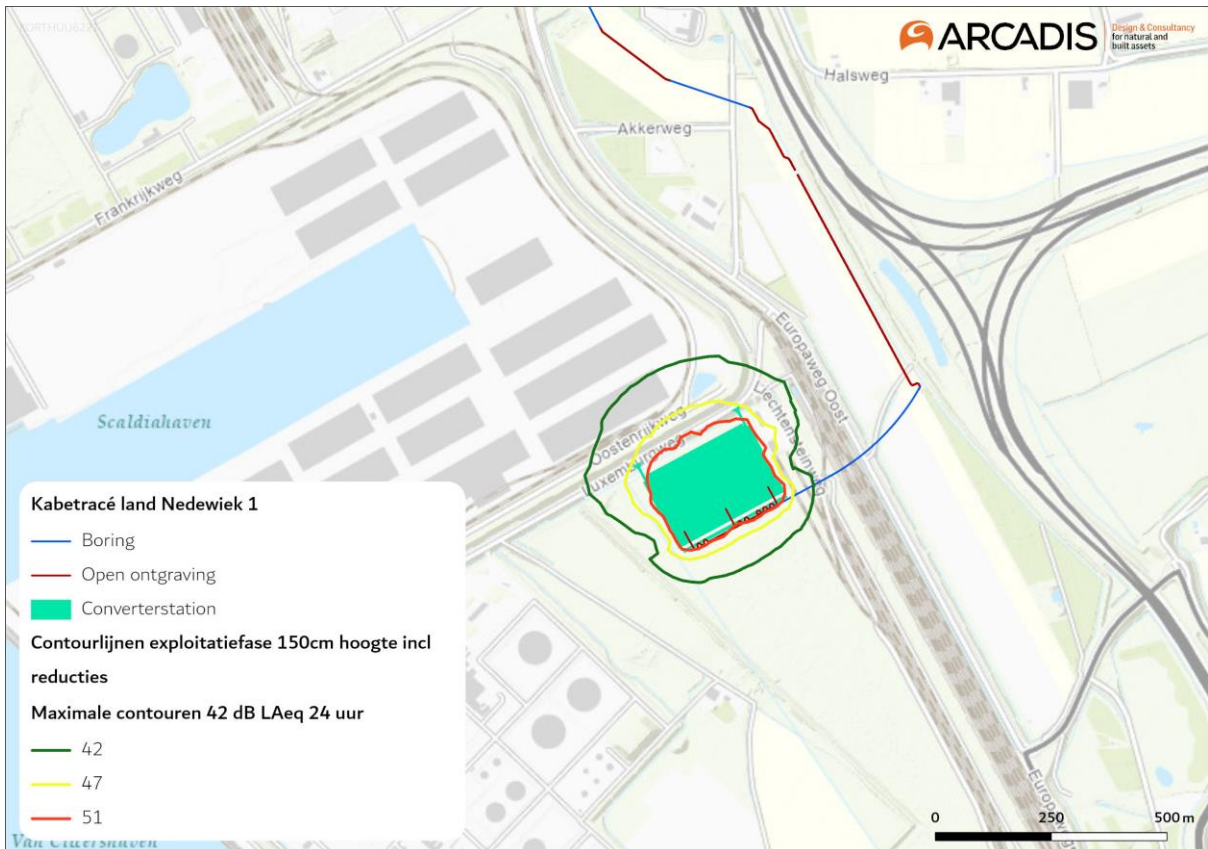 ARCADIS
Design & Consultancy
for natural and
built assets
Halsweg
Akkerweg
Frankrijkweg
Europaweg Oost
Liechtensteinweg
Oostenrijkweg
Luxemburgweg
Scaldiahaven
Kabetracé land Nedewiek 1
Boring
Open ontgraving
Converterstation
Contourlijnen exploitatiefase 150cm hoogte incl
reducties
Maximale contouren 42 dB LAeq 24 uur
42
47
51
0 250 500 m